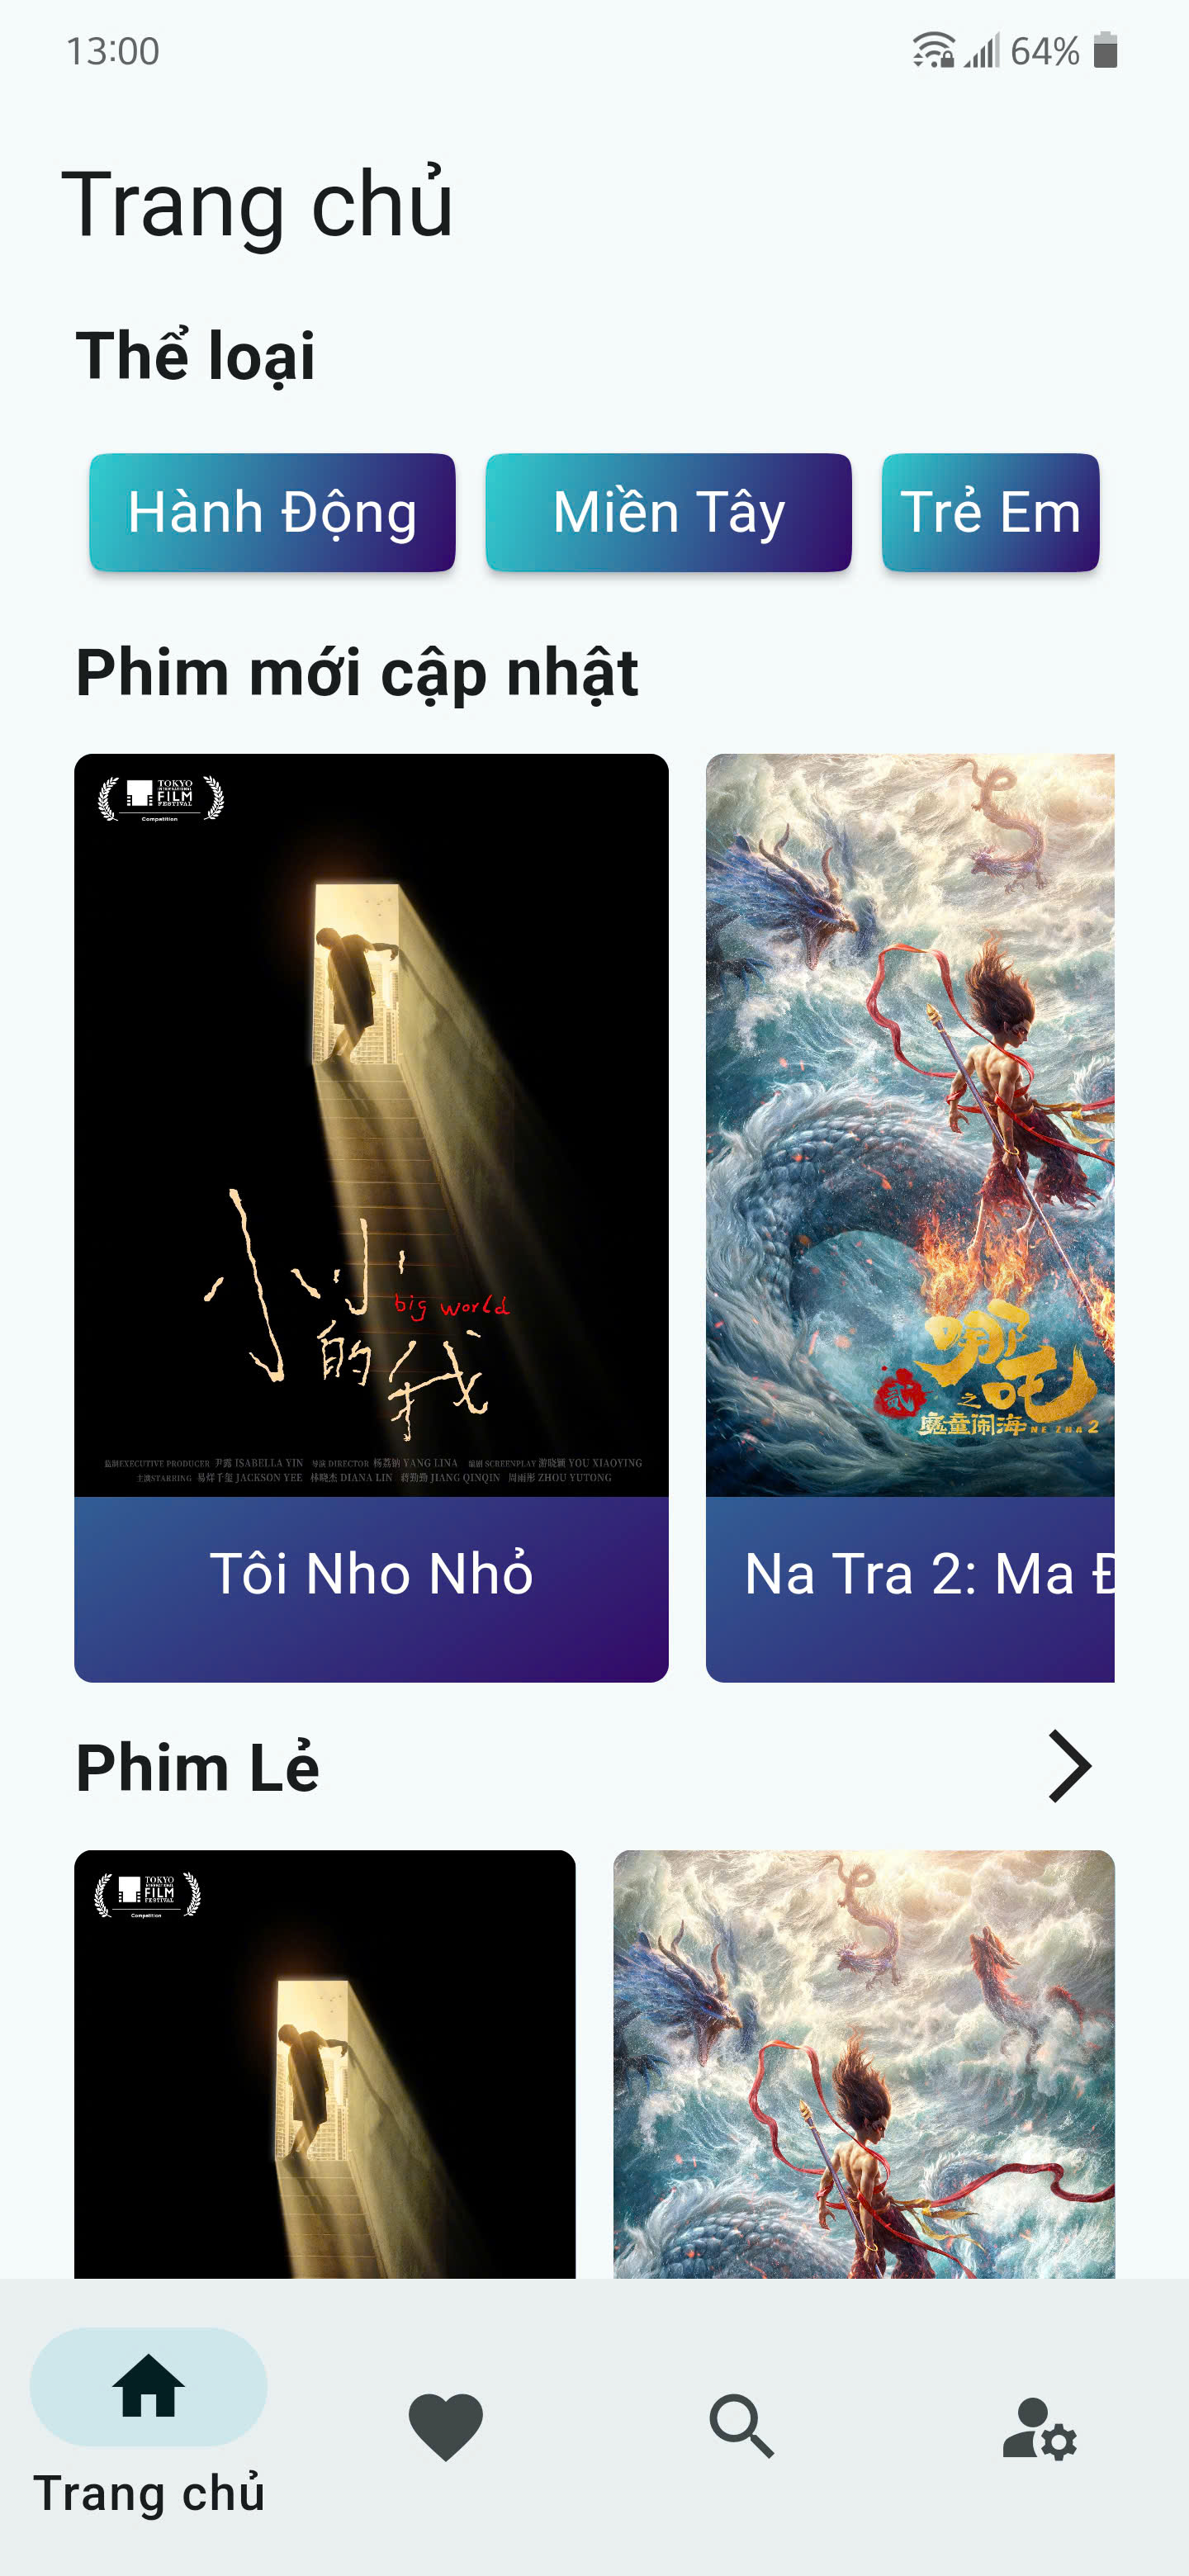 13:00
64%
Trang chủ
Thể loại
Hành Động
Miền Tây
Trẻ Em
Phim mới cập nhật
TOKYO
INTERNATIONAL
FILM
FESTIVAL
Competition
小小
big world
的我
监制EXECUTIVE PRODUCER 尹露 ISABELLA YIN 导演 DIRECTOR 杨荔钠 YANG LINA 编剧 SCREENPLAY 游晓颖 YOU XIAOYING
主演STARRING 易烊千玺 JACKSON YEE 林晓杰 DIANA LIN 蒋勤勤 JIANG QINQIN 周雨彤 ZHOU YUTONG
Tôi Nho Nhỏ
哪吒
贰
之
魔童闹海 NE ZHA 2
Na Tra 2: Ma Đ
Phim Lẻ
TOKYO
INTERNATIONAL
FILM
FESTIVAL
Competition
Trang chủ